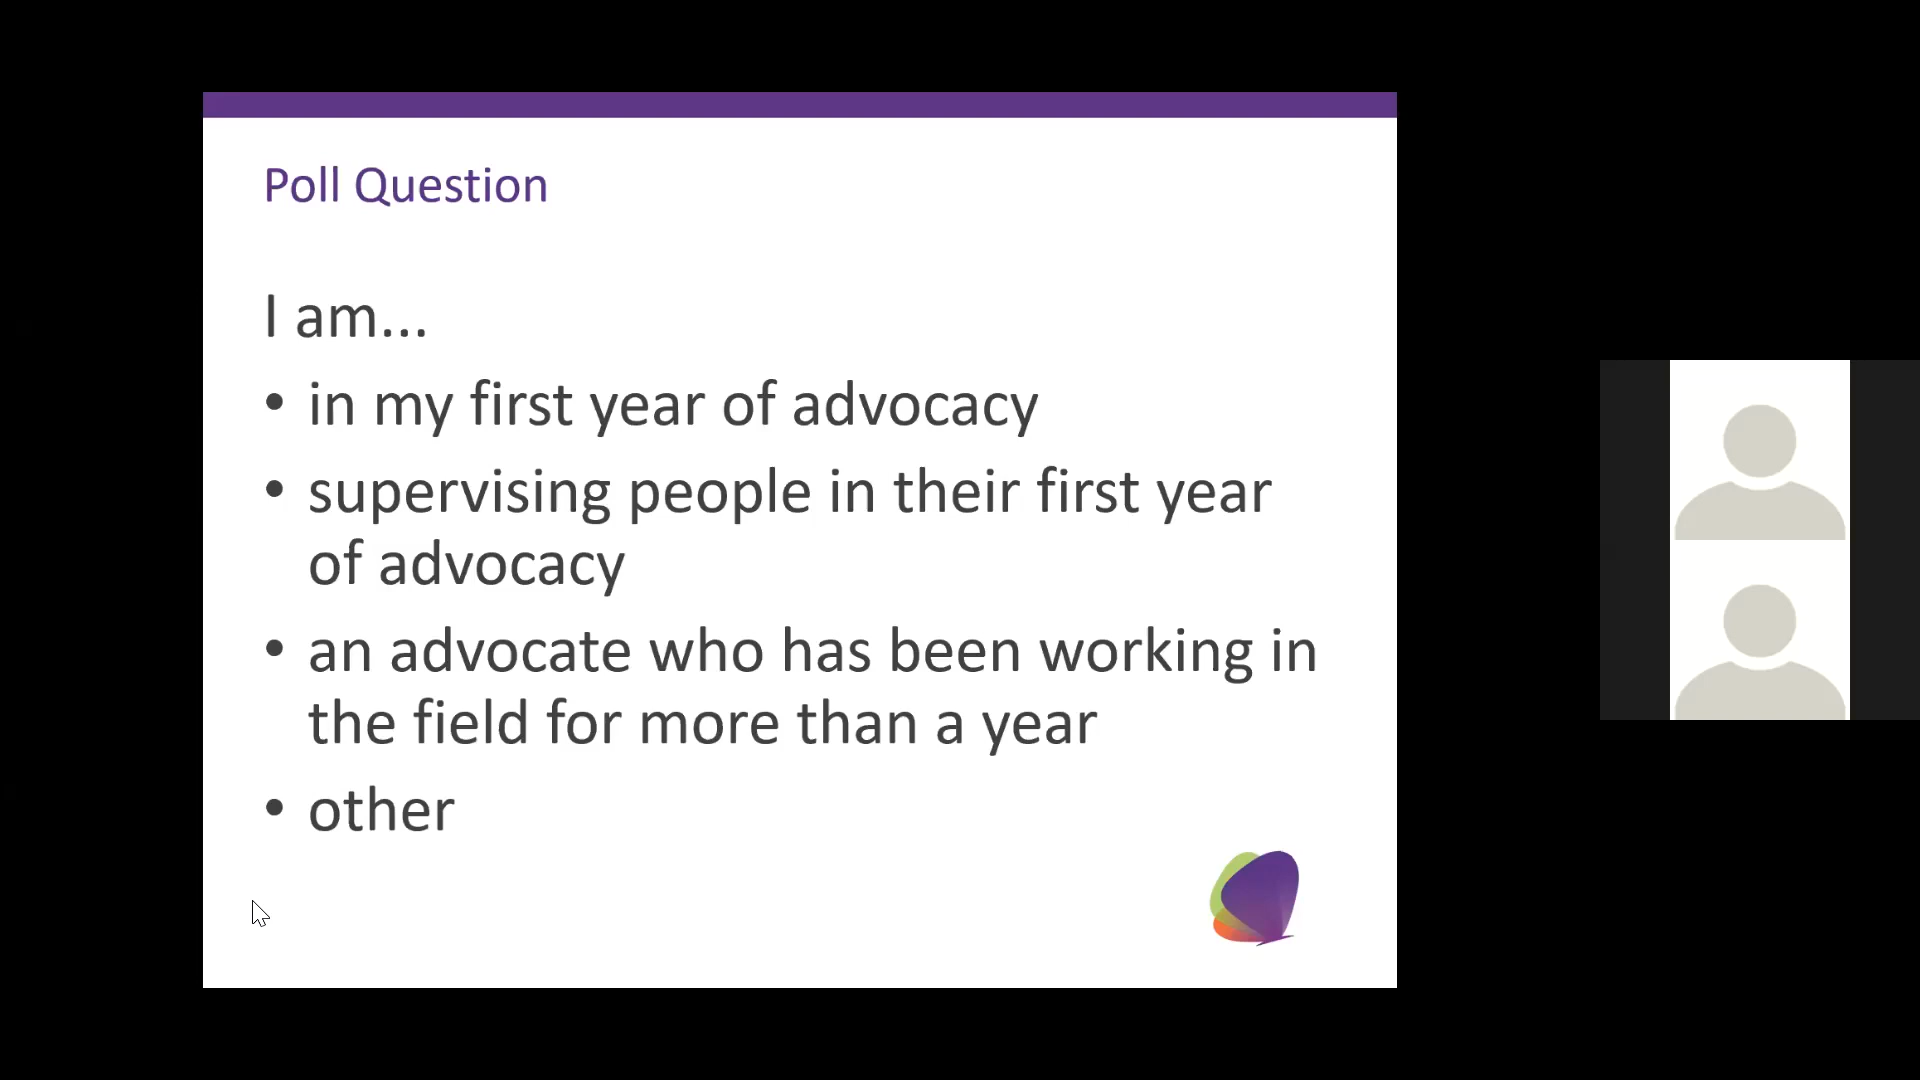 Poll Question
I am...
• in my first year of advocacy
• supervising people in their first year
of advocacy
• an advocate who has been working in
the field for more than a year
• other